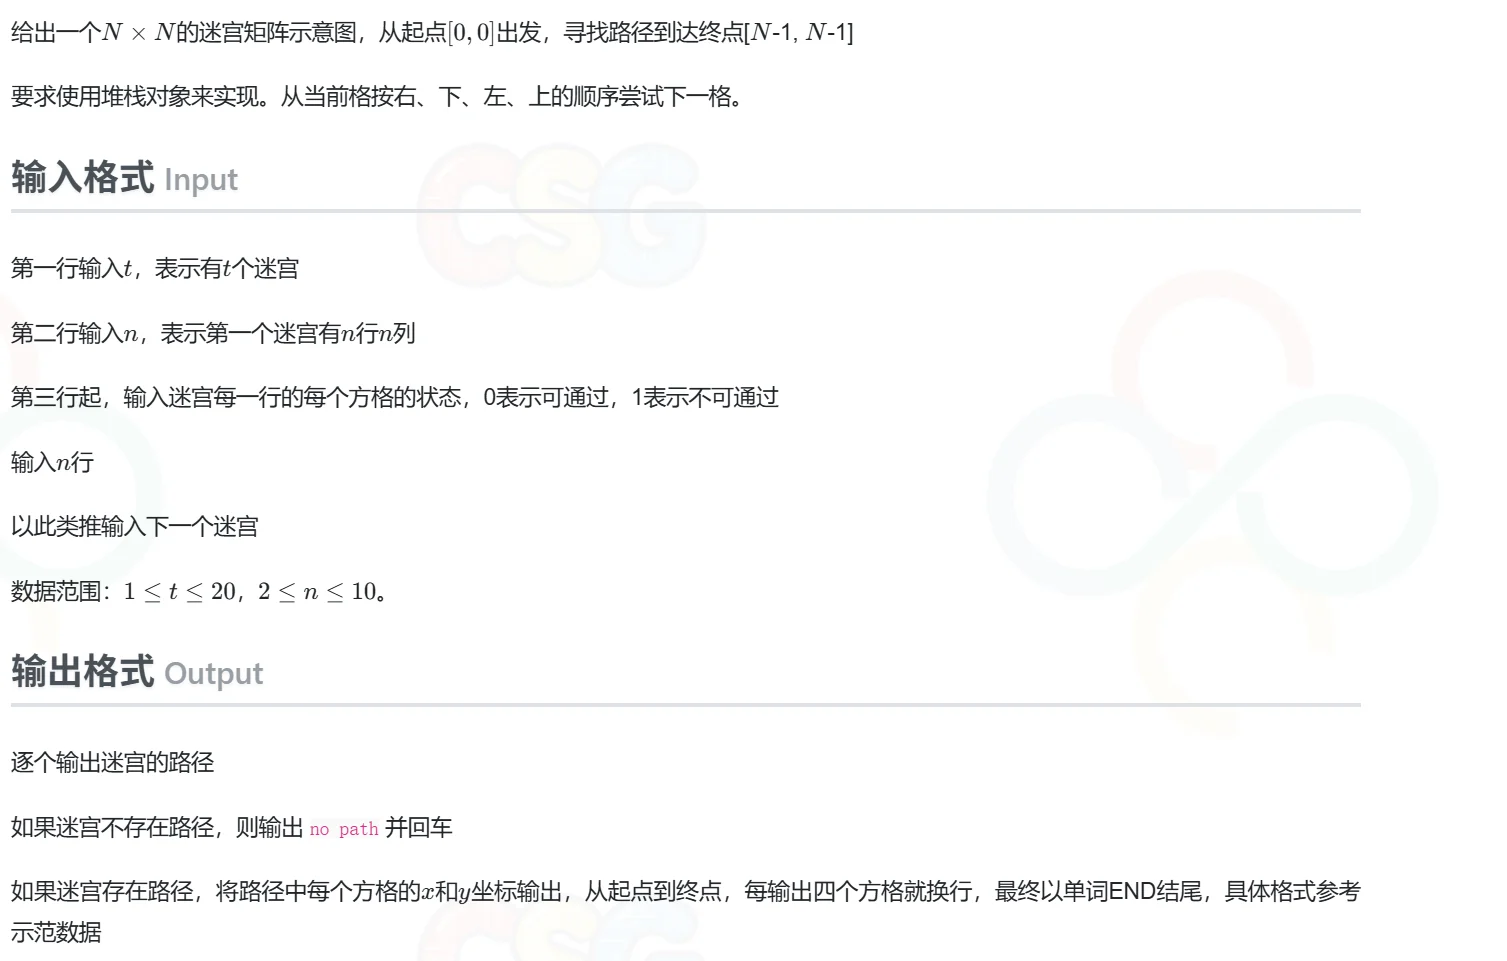 给出一个N × N的迷宫矩阵示意图，从起点[0, 0]出发，寻找路径到达终点[N-1, N-1]
要求使用堆栈对象来实现。从当前格按右、下、左、上的顺序尝试下一格。
输入格式 Input
第一行输入t，表示有t个迷宫
第二行输入n，表示第一个迷宫有n行n列
第三行起，输入迷宫每一行的每个方格的状态，0表示可通过，1表示不可通过
输入n行
以此类推输入下一个迷宫
数据范围：1 ≤ t ≤ 20，2 ≤ n ≤ 10。
输出格式 Output
逐个输出迷宫的路径
如果迷宫不存在路径，则输出 no path 并回车
如果迷宫存在路径，将路径中每个方格的x和y坐标输出，从起点到终点，每输出四个方格就换行，最终以单词END结尾，具体格式参考
示范数据
CSG
CSG